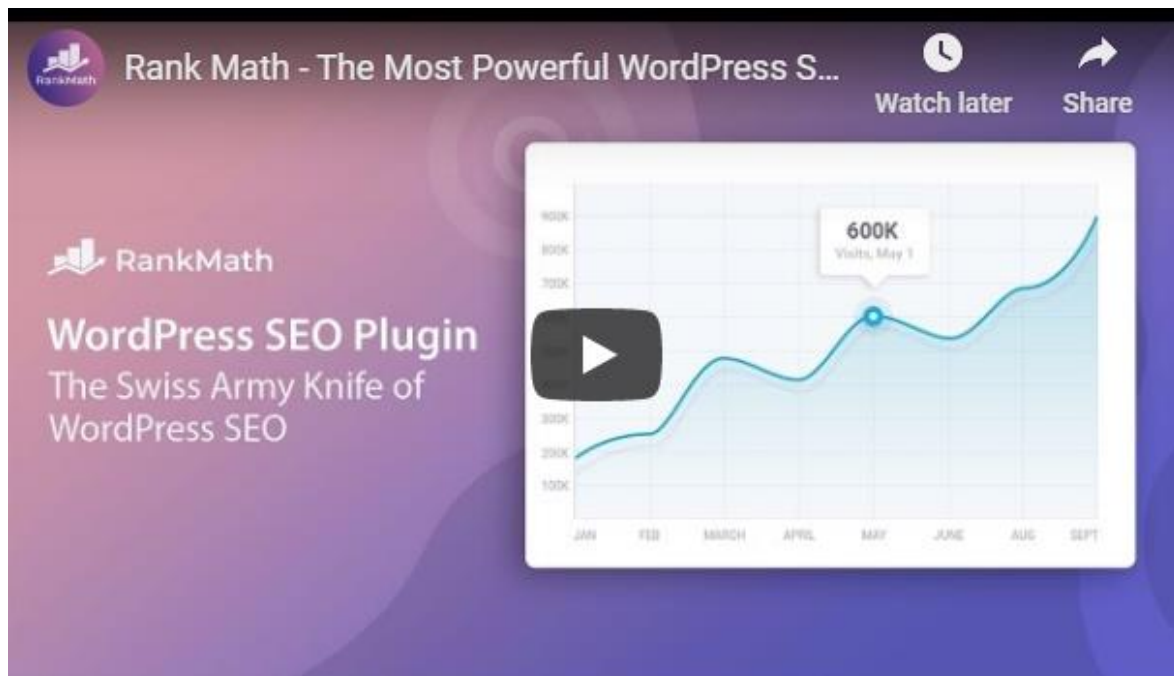 RankMath
Rank Math - The Most Powerful WordPress S...
Watch later
Share
RankMath
WordPress SEO Plugin
The Swiss Army Knife of
WordPress SEO
900K
800K
700K
600K
Visits, May 1
300K
200K
100K
JAN FEB MARCH APRIL MAY JUNE AUG SEPT